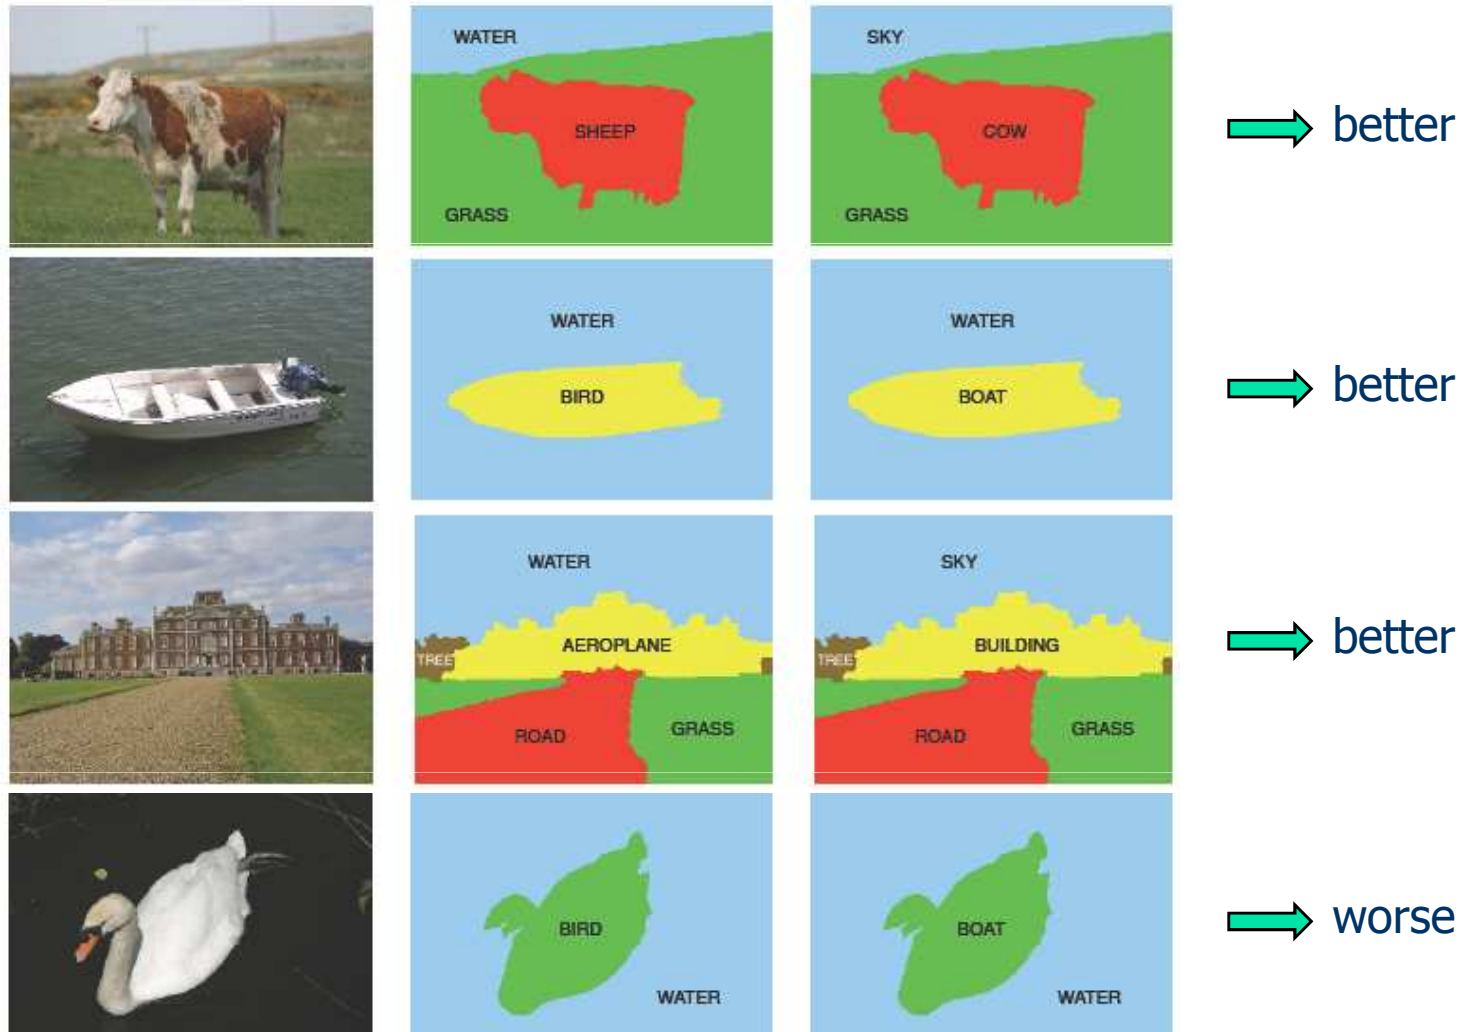 WATER
SHEEP
GRASS
SKY
COW
GRASS
better
WATER
BIRD
WATER
BOAT
better
WATER
AEROPLANE
TREE
ROAD
GRASS
SKY
BUILDING
TREE
ROAD
GRASS
better
BIRD
WATER
BOAT
WATER
worse